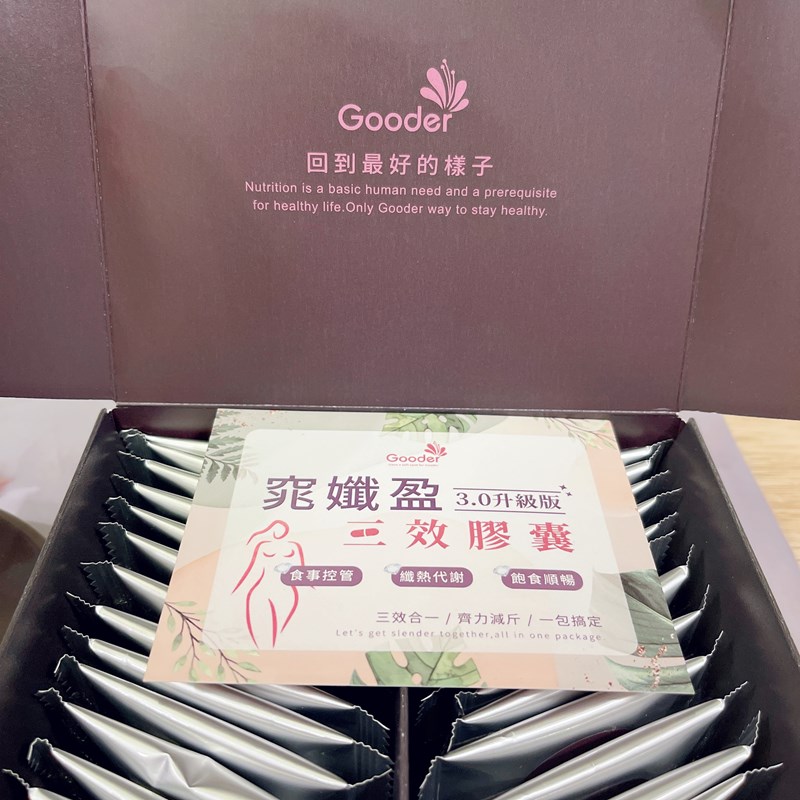 Gooder
回到最好的樣子
Nutrition is a basic human need and a prerequisite
for healthy life.Only Gooder way to stay healthy.
Gooder
窕孅盈 3.0升級版
三效膠囊
食事控管 纖熱代謝 飽食順暢
三效合一 / 齊力減斤 / 一包搞定
Let's get slender together,all in one package